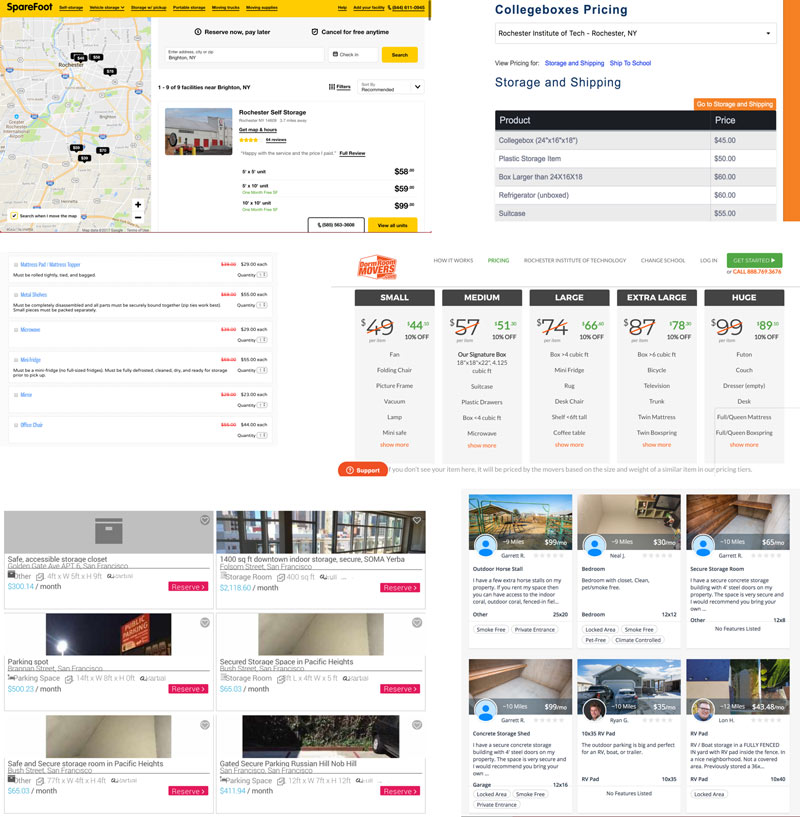 SpareFoot Self-storage Vehicle storage Storage w/ pickup Portable storage Moving trucks Moving supplies Help Add your facility (844) 611-0845
Reserve now, pay later Cancel for free anytime
Enter address, city or zip
Brighton, NY
Check in
Search
1 - 9 of 9 facilities near Brighton, NY
Filters
Sort By
Recommended
Rochester Self Storage
Rochester NY 14609 3.7 miles away
Get map & hours
64 reviews
"Happy with the service and the price I paid." Full Review
5' x 5' unit
$58.00
5' x 10' unit
One Month Free SF
$59.00
10' x 10' unit
One Month Free SF
$99.00
(585) 563-3608
View all units
Rochester
Greater
Rochester
International
Airport
Search when I move the map
Collegeboxes Pricing
Rochester Institute of Tech - Rochester, NY
View Pricing for: Storage and Shipping Ship To School
Storage and Shipping
Go to Storage and Shipping
Product Price
Collegebox (24"x16"x18") $45.00
Plastic Storage Item $50.00
Box Larger than 24X16X18 $60.00
Refrigerator (unboxed) $60.00
Suitcase $55.00
Mattress Pad / Mattress Topper $39.00 $29.00 each
Must be rolled tightly, tied, and bagged. Quantity
Metal Shelves $69.00 $55.00 each
Must be completely disassembled and all parts must be securely bound together (zip ties work best). Quantity
Small pieces must be packed separately.
Microwave $39.00 $29.00 each
Quantity
Mini-fridge $69.00 $55.00 each
Must be a mini-fridge (no full-sized fridges). Must be fully defrosted, cleaned, dry, and ready for storage Quantity
prior to pick up.
Mirror $29.00 $23.00 each
Quantity
Office Chair $44.00 each
Quantity
Dorm Room
MOVERS.com
HOW IT WORKS PRICING ROCHESTER INSTITUTE OF TECHNOLOGY CHANGE SCHOOL LOG IN GET STARTED
or CALL 888.769.3676
SMALL
$49 $44.10
per item 10% OFF
Fan
Folding Chair
Picture Frame
Vacuum
Lamp
Mini safe
show more
MEDIUM
$57 $51.30
per item 10% OFF
Our Signature Box
18"x18"x22", 4.125
cubic ft
Suitcase
Plastic Drawers
Box <4 cubic ft
Microwave
show more
LARGE
$74 $66.60
per item 10% OFF
Box >4 cubic ft
Mini Fridge
Rug
Desk Chair
Shelf <6ft tall
Coffee table
show more
EXTRA LARGE
$87 $78.30
per item 10% OFF
Box >6 cubic ft
Bicycle
Television
Trunk
Twin Mattress
Twin Boxspring
show more
HUGE
$99 $89.10
per item 10% OFF
Futon
Couch
Dresser (empty)
Desk
Full/Queen Mattress
Full/Queen Boxspring
show more
Support
you don't see your item here, it will be priced by the movers based on the size and weight of a similar item in our pricing tiers.
Safe, accessible storage closet
Golden Gate Ave APT 6, San Francisco
Other 4ft W x 5ft x H 9ft
$300.14 / month Reserve
1400 sq ft downtown indoor storage, secure, SOMA Yerba
Folsom Street, San Francisco
Storage Room 400 sq ft
$2,118.60 / month Reserve
PUBLIC
PARKING
Parking spot
Brannan Street, San Francisco
Parking Space 14ft W x 8ft x H 0ft
$500.23 / month Reserve
Secured Storage Space in Pacific Heights
Bush Street, San Francisco
Storage Room 8ft L x 4ft W x 5 ft
$65.03 / month Reserve
Safe and Secure storage room in Pacific Heights
Bush Street, San Francisco
Other 77ft W x 4ft x H 4ft
$65.03 / month Reserve
Gated Secure Parking Russian Hill Nob Hill
San Francisco
Parking Space 12ft W x 7ft x H 12ft
$411.94 / month Reserve
~9 Miles $99/mo
Garrett R.
Outdoor Horse Stall
I have a few extra horse stalls on my
property. If you rent my space then
you can have access to the indoor
coral, outdoor coral, fenced-in fiel...
Other 25x20
Smoke Free Private Entrance
~9 Miles $30/mo
Neal J.
Bedroom
Bedroom with closet, Clean,
pet/smoke free.
Bedroom 12x12
Locked Area Smoke Free
Pet-Free Climate Controlled
~10 Miles $65/mo
Garrett R.
Secure Storage Room
I have a secure concrete storage
building with 4' steel doors on my
property. The space is very secure and
I would recommend you bring your
own ...
Other 12x8
No Features Listed
~10 Miles $99/mo
Garrett R.
Concrete Storage Shed
I have a secure concrete storage
building with 4' steel doors on my
property. The space is very secure and
I would recommend you bring your
own ...
Garage 12x16
Locked Area Smoke Free
Private Entrance
~10 Miles $35/mo
Ryan G.
10x35 RV Pad
The outdoor parking is big and perfect
for an RV, boat, or trailer.
RV Pad 10x35
No Features Listed
~12 Miles $43.48/mo
Lon H.
RV Pad
RV / Boat storage in a FULLY FENCED
IN yard with RV pad inside the fence. in
a nice neighborhood. Not a covered
area. Previously stored a 36x...
RV Pad 10x40
Locked Area